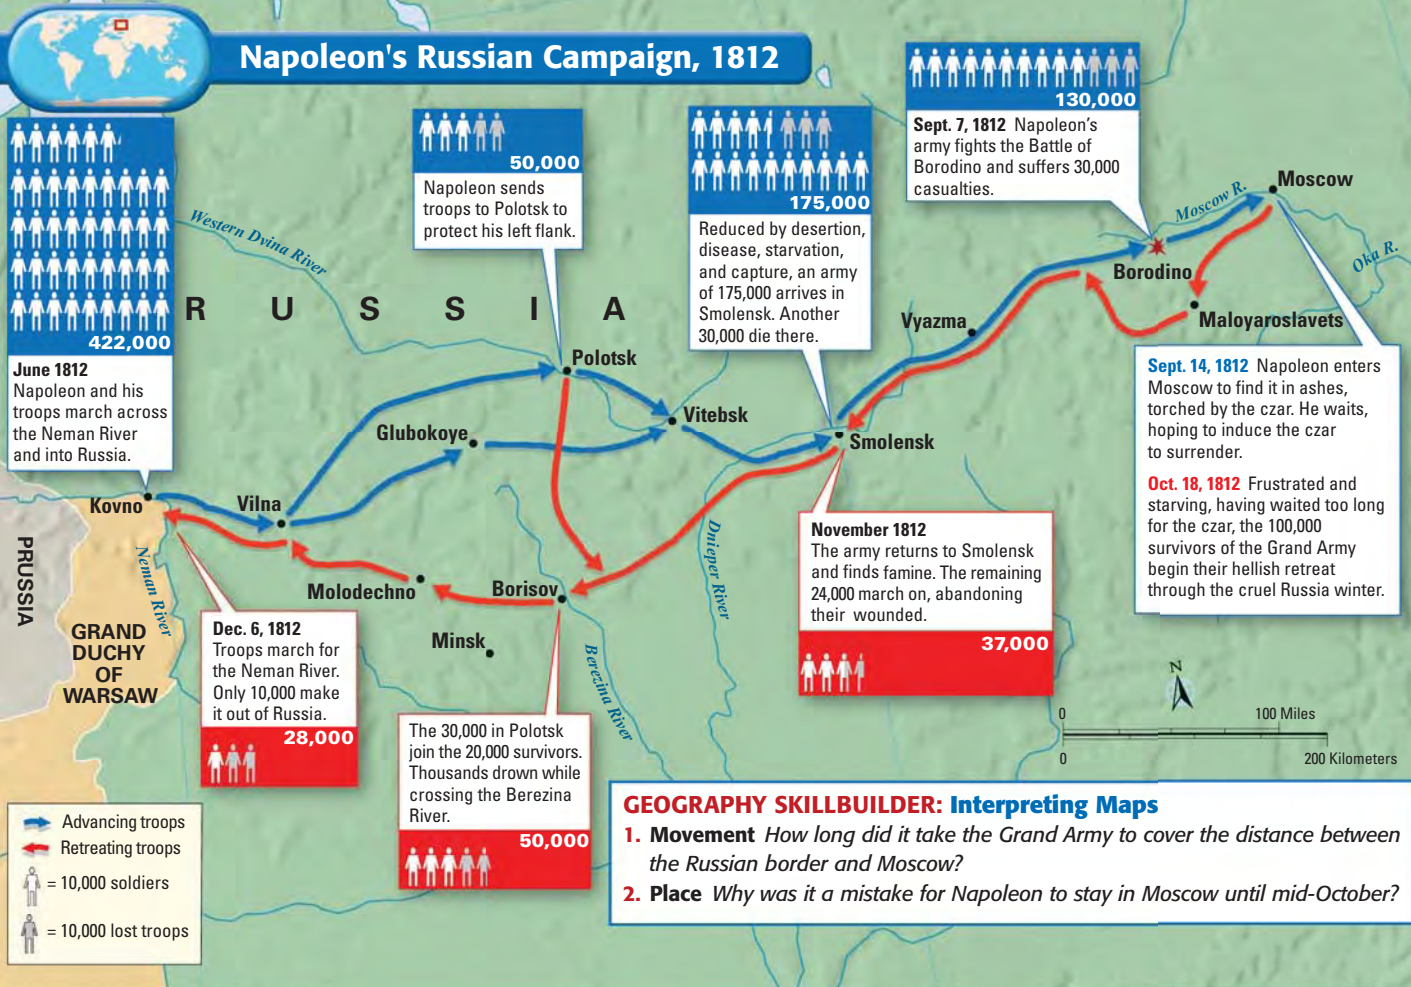 Napoleon's Russian Campaign, 1812
422,000
June 1812
Napoleon and his
troops march across
the Neman River
and into Russia.
50,000
Napoleon sends
troops to Polotsk to
protect his left flank.
175,000
Reduced by desertion,
disease, starvation,
and capture, an army
of 175,000 arrives in
Smolensk. Another
30,000 die there.
130,000
Sept. 7, 1812 Napoleon's
army fights the Battle of
Borodino and suffers 30,000
casualties.
Western Dvina River
RUSSIA
Moscow R.
Moscow
Oka R.
Borodino
Maloyaroslavets
Vyazma
Polotsk
Vitebsk
Glubokoye
Smolensk
Kovno
Vilna
Sept. 14, 1812 Napoleon enters
Moscow to find it in ashes,
torched by the czar. He waits,
hoping to induce the czar
to surrender.
Oct. 18, 1812 Frustrated and
starving, having waited too long
for the czar, the 100,000
survivors of the Grand Army
begin their hellish retreat
through the cruel Russia winter.
PRUSSIA
Neman River
GRAND
DUCHY
OF
WARSAW
Molodechno
Borisov
Minsk
Berezina River
Dnieper River
November 1812
The army returns to Smolensk
and finds famine. The remaining
24,000 march on, abandoning
their wounded.
37,000
Dec. 6, 1812
Troops march for
the Neman River.
Only 10,000 make
it out of Russia.
28,000
The 30,000 in Polotsk
join the 20,000 survivors.
Thousands drown while
crossing the Berezina
River.
50,000
N
0 100 Miles
0 200 Kilometers
Advancing troops
Retreating troops
= 10,000 soldiers
= 10,000 lost troops
GEOGRAPHY SKILLBUILDER: Interpreting Maps
1. Movement How long did it take the Grand Army to cover the distance between
the Russian border and Moscow?
2. Place Why was it a mistake for Napoleon to stay in Moscow until mid-October?